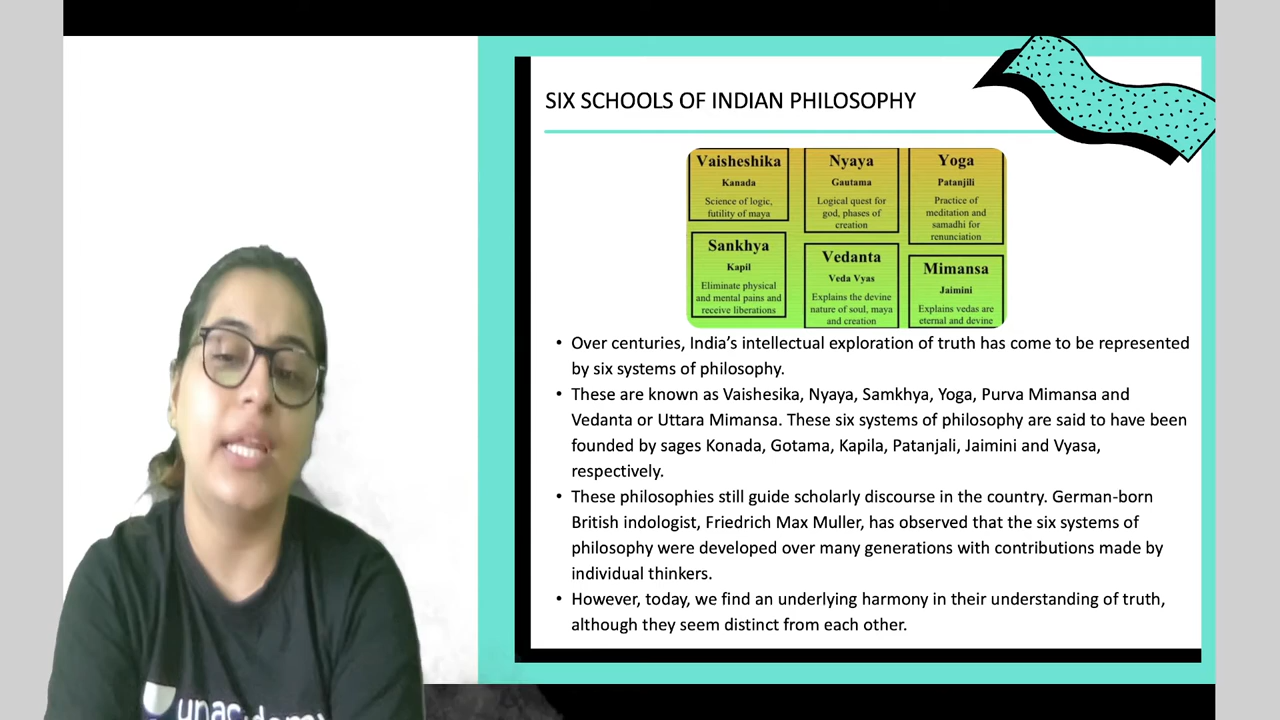 SIX SCHOOLS OF INDIAN PHILOSOPHY
Vaisheshika
Kanada
Science of logic,
futility of maya
Nyaya
Gautama
Logical quest for
god, phases of
creation
Yoga
Patanjili
Practice of
meditation and
samadhi for
renunciation
Sankhya
Kapil
Eliminate physical
and mental pains and
receive liberations
Vedanta
Veda Vyas
Explains the devine
nature of soul, maya
and creation
Mimansa
Jaimini
Explains vedas are
eternal and devine
• Over centuries, India’s intellectual exploration of truth has come to be represented
by six systems of philosophy.
• These are known as Vaishesika, Nyaya, Samkhya, Yoga, Purva Mimansa and
Vedanta or Uttara Mimansa. These six systems of philosophy are said to have been
founded by sages Konada, Gotama, Kapila, Patanjali, Jaimini and Vyasa,
respectively.
• These philosophies still guide scholarly discourse in the country. German-born
British indologist, Friedrich Max Muller, has observed that the six systems of
philosophy were developed over many generations with contributions made by
individual thinkers.
• However, today, we find an underlying harmony in their understanding of truth,
although they seem distinct from each other.
unacademy